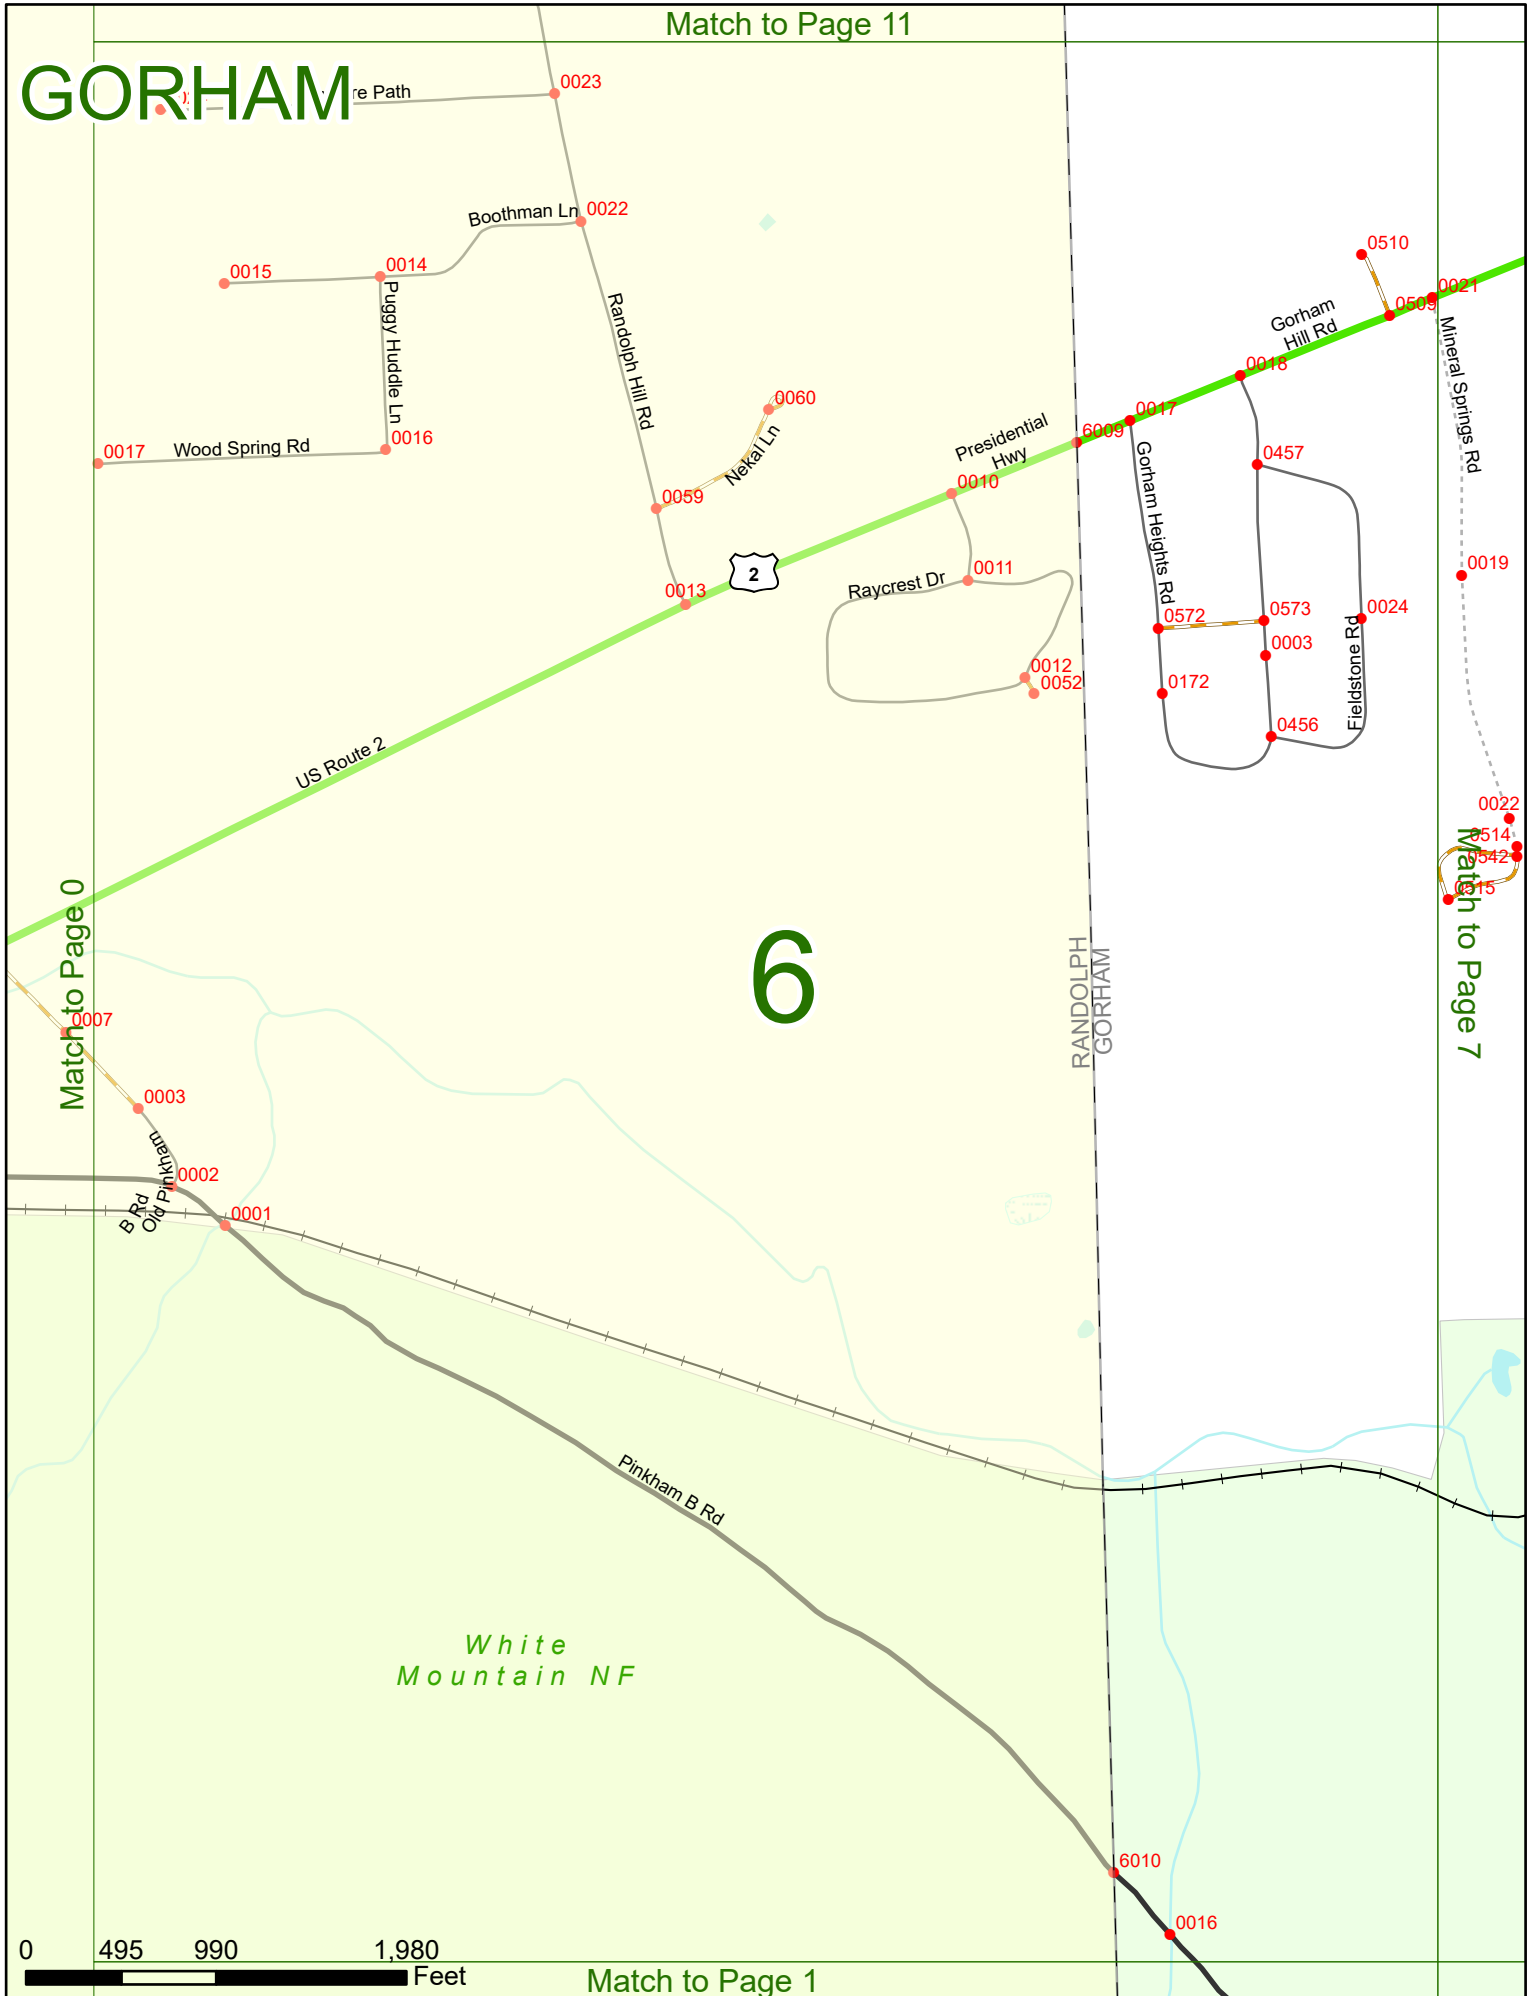 Match to Page 11
GORHAM
re Path
0023
Boothman Ln
0022
0015
0014
Puggy Huddle Ln
Randolph Hill Rd
0510
0021
0509
Gorham
Hill Rd
Mineral Springs Rd
0018
0060
0017
6009
Presidential
Hwy
0016
0017
Wood Spring Rd
Nekal Ln
0457
0059
0010
Gorham Heights Rd
2
0011
0019
Raycrest Dr
0013
0572
0573
0024
0003
Fieldstone Rd
0012
0052
0172
0456
US Route 2
0022
0514
0542
0515
Match to Page 0
Match to Page 7
6
RANDOLPH
GORHAM
0007
0003
Old Pinkham
B Rd
0002
0001
Pinkham B Rd
White
Mountain NF
6010
0016
0 495 990 1,980
Feet
Match to Page 1